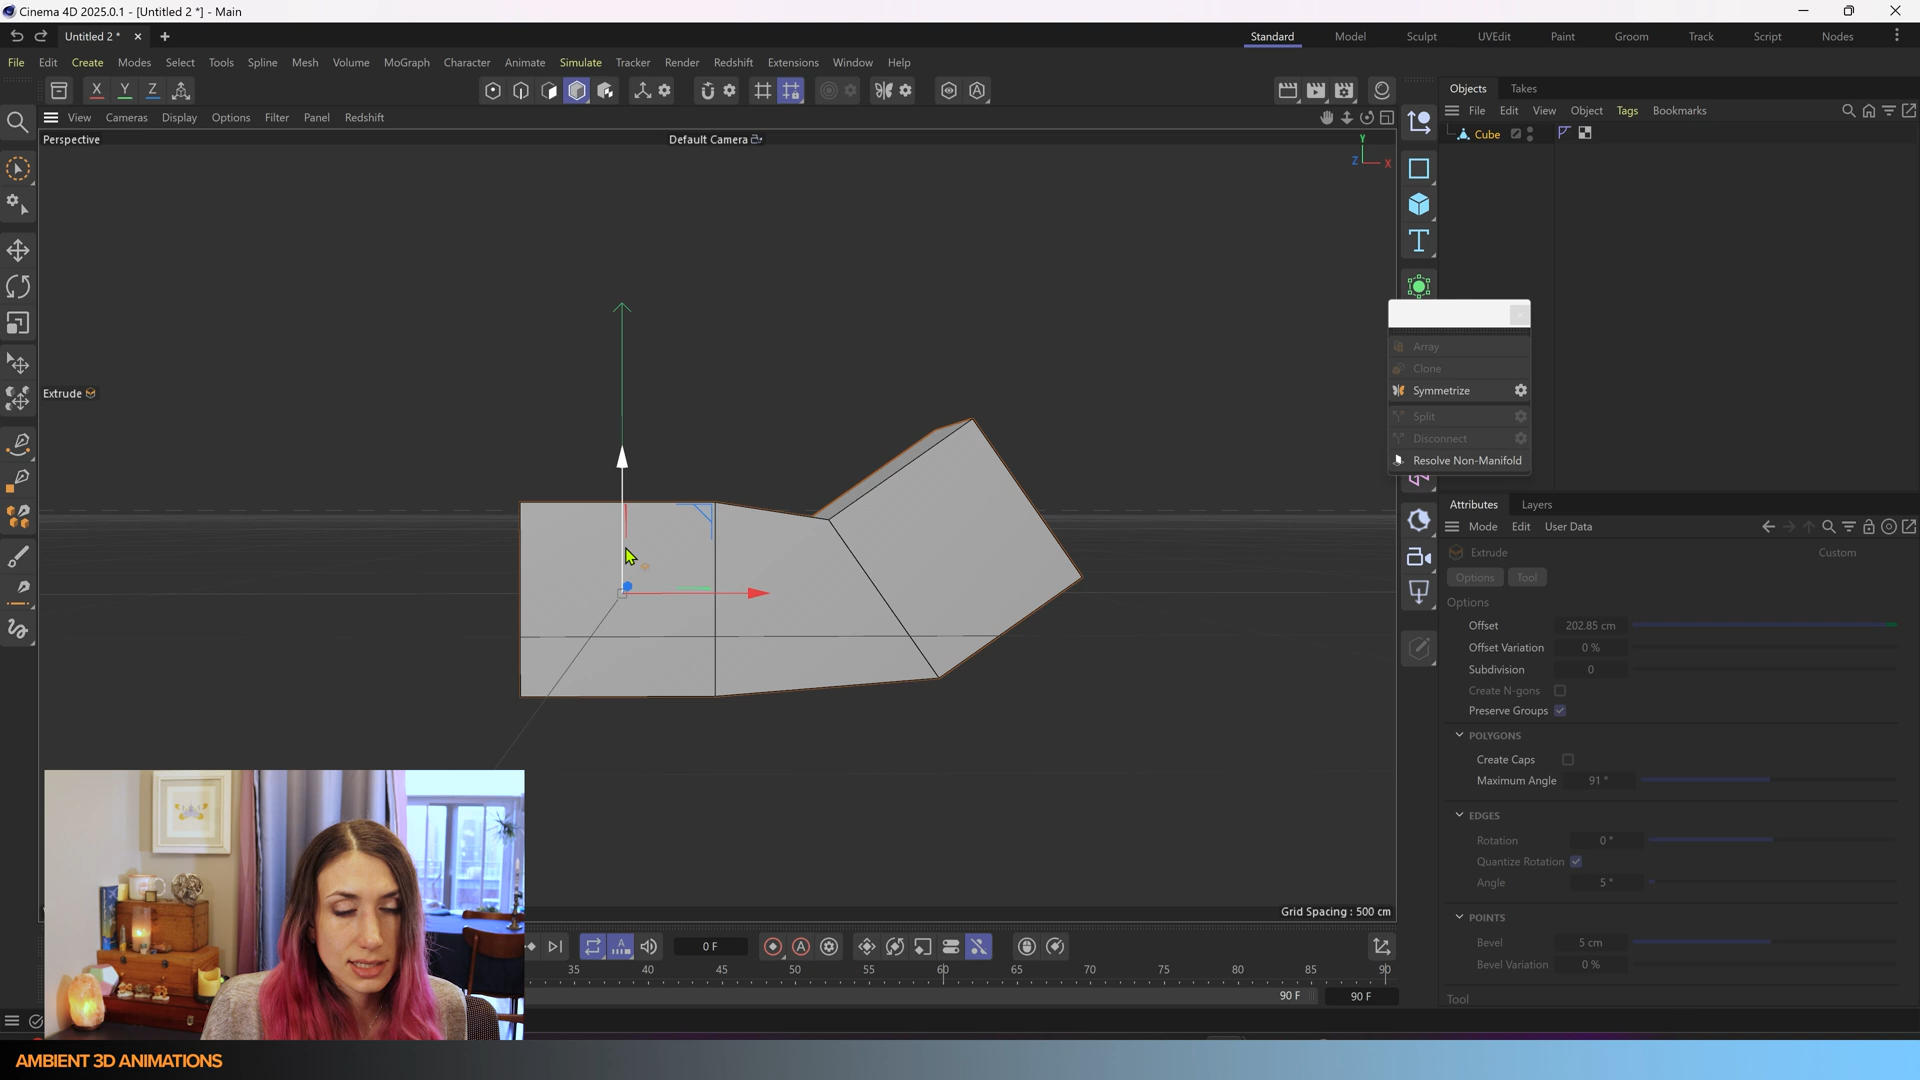 Cinema 4D 2025.0.1 - [Untitled 2 *] - Main
Untitled 2 *
Standard Model Sculpt UVEdit Paint Groom Track Script Nodes
File Edit Create Modes Select Tools Spline Mesh Volume MoGraph Character Animate Simulate Tracker Render Redshift Extensions Window Help
X Y Z
Objects Takes
View Cameras Display Options Filter Panel Redshift
File Edit View Object Tags Bookmarks
Perspective
Default Camera
Y
Z X
Cube
Array
Clone
Symmetrize
Split
Disconnect
Resolve Non-Manifold
Extrude
Attributes Layers
Mode Edit User Data
Extrude Custom
Options Tool
Options
Offset 202.85 cm
Offset Variation 0 %
Subdivision 0
Create N-gons
Preserve Groups
POLYGONS
Create Caps
Maximum Angle 91 °
EDGES
Rotation 0 °
Quantize Rotation
Angle 5 °
POINTS
Bevel 5 cm
Bevel Variation 0 %
Tool
Grid Spacing : 500 cm
0 F
35 40 45 50 55 60 65 70 75 80 85 90
90 F 90 F
AMBIENT 3D ANIMATIONS